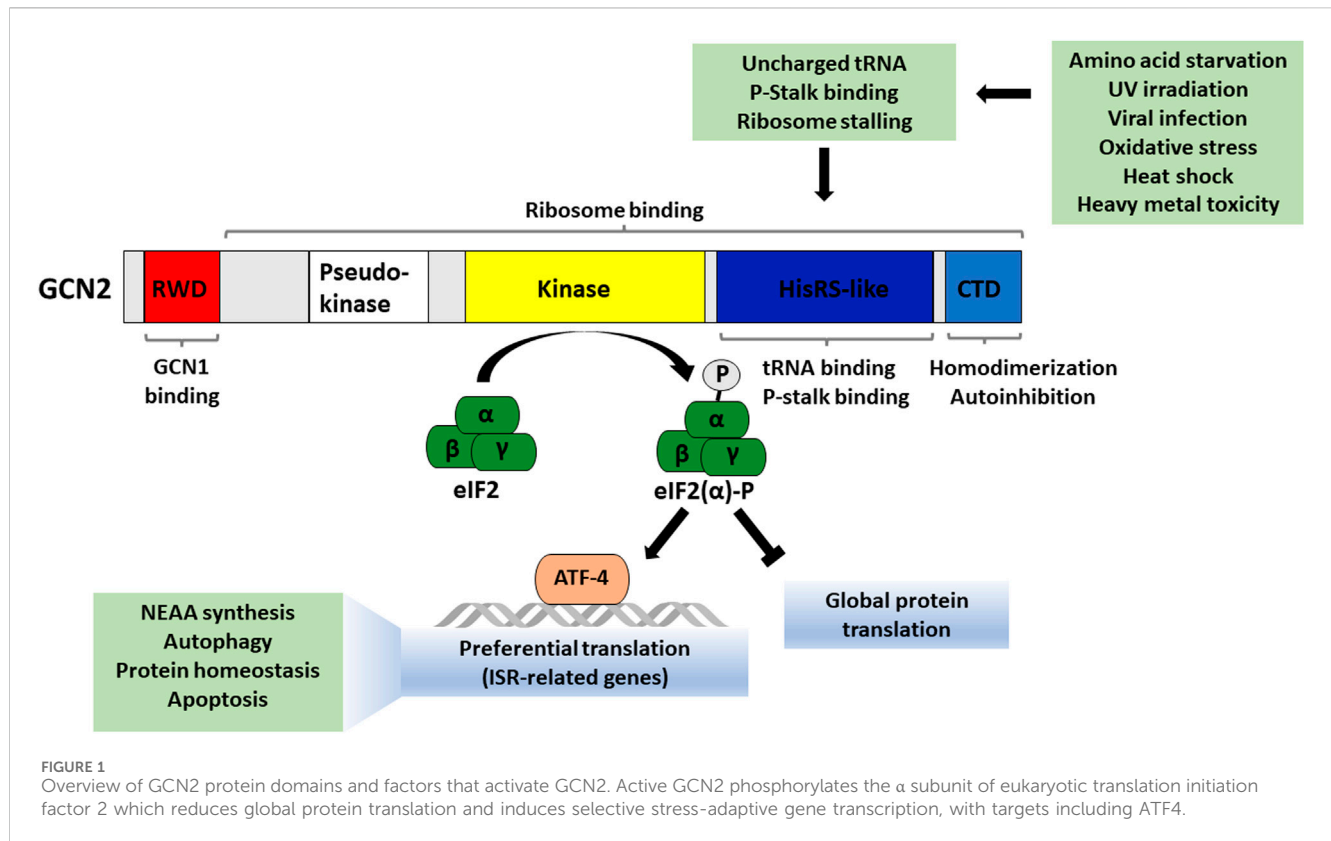 Uncharged tRNA
P-Stalk binding
Ribosome stalling
Amino acid starvation
UV irradiation
Viral infection
Oxidative stress
Heat shock
Heavy metal toxicity
Ribosome binding
GCN2
RWD
Pseudo-
kinase
Kinase
HisRS-like
CTD
GCN1
binding
tRNA binding
P-stalk binding
Homodimerization
Autoinhibition
P
α
β γ
eIF2
α
β γ
eIF2(α)-P
ATF-4
NEAA synthesis
Autophagy
Protein homeostasis
Apoptosis
Preferential translation
(ISR-related genes)
Global protein
translation
FIGURE 1
Overview of GCN2 protein domains and factors that activate GCN2. Active GCN2 phosphorylates the α subunit of eukaryotic translation initiation
factor 2 which reduces global protein translation and induces selective stress-adaptive gene transcription, with targets including ATF4.